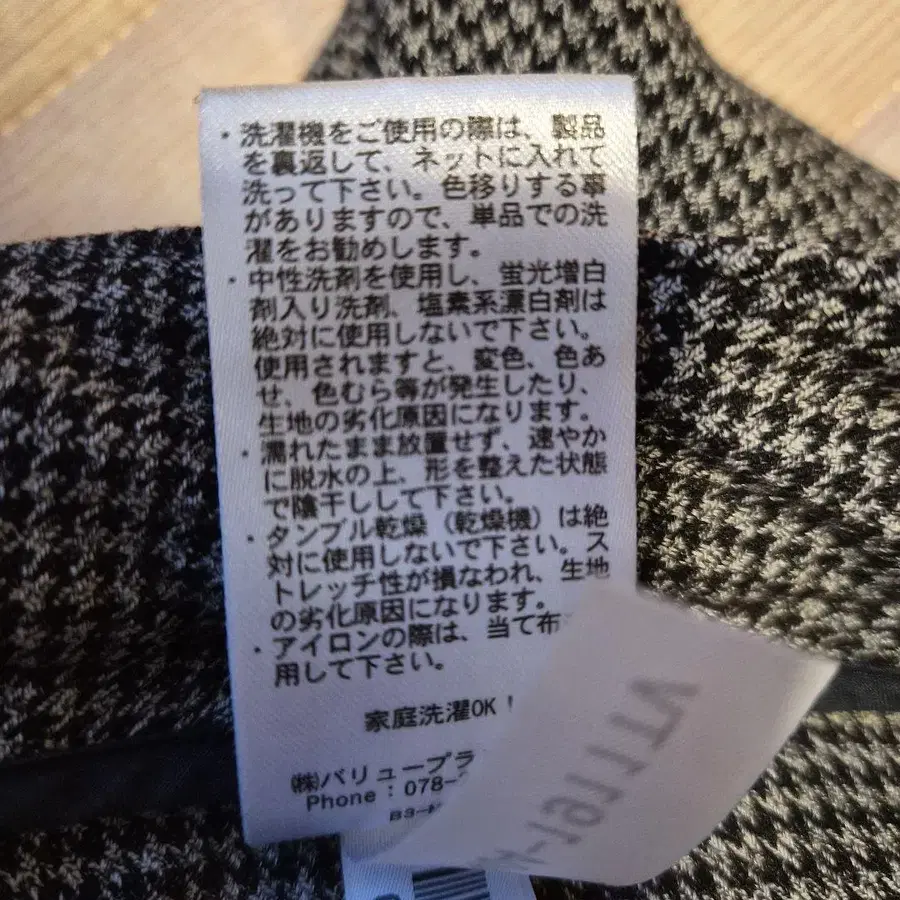 ・洗濯機をご使用の際は、製品
を裏返して、ネットに入れて
洗って下さい。色移りする事
がありますので、単品での洗
濯をお勧めします。
・中性洗剤を使用し、蛍光増白
剤入り洗剤、塩素系漂白剤は
絶対に使用しないで下さい。
使用されますと、変色、色あ
せ、色むら等が発生したり、
生地の劣化原因になります。
・濡れたまま放置せず、速やか
に脱水の上、形を整えた状態
で陰干しして下さい。
・タンブル乾燥（乾燥機）は絶
対に使用しないで下さい。ス
トレッチ性が損なわれ、生地
の劣化原因になります。
・アイロンの際は、当て布
用して下さい。
家庭洗濯OK！
㈱バリュープラ
Phone：078-
B3-